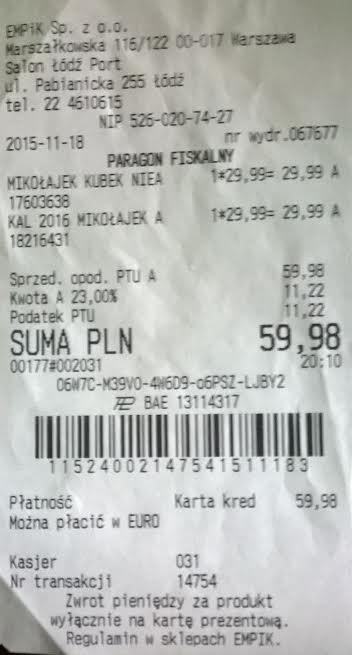 EMPiK Sp. z o.o.
Marszałkowska 116/122 00-017 Warszawa
Salon Łódź Port
ul. Pabianicka 255 Łódź
tel. 22 4610615
NIP 526-020-74-27
2015-11-18 nr wydr.067677
PARAGON FISKALNY
MIKOŁAJEK KUBEK NIEA 1*29,99= 29,99 A
17603638
KAL 2016 MIKOŁAJEK A 1*29,99= 29,99 A
18216431
Sprzed. opod. PTU A 59,98
Kwota A 23,00% 11,22
Podatek PTU 11,22
SUMA PLN 59,98
00177#002031 20:10
O6W7C-M39VO-4W6D9-o6PSZ-LJBY2
BAE 13114317
11524002147541511183
Płatność Karta kred 59,98
Można płacić w EURO
Kasjer 031
Nr transakcji 14754
Zwrot pieniędzy za produkt
wyłącznie na kartę prezentową.
Regulamin w sklepach EMPIK.